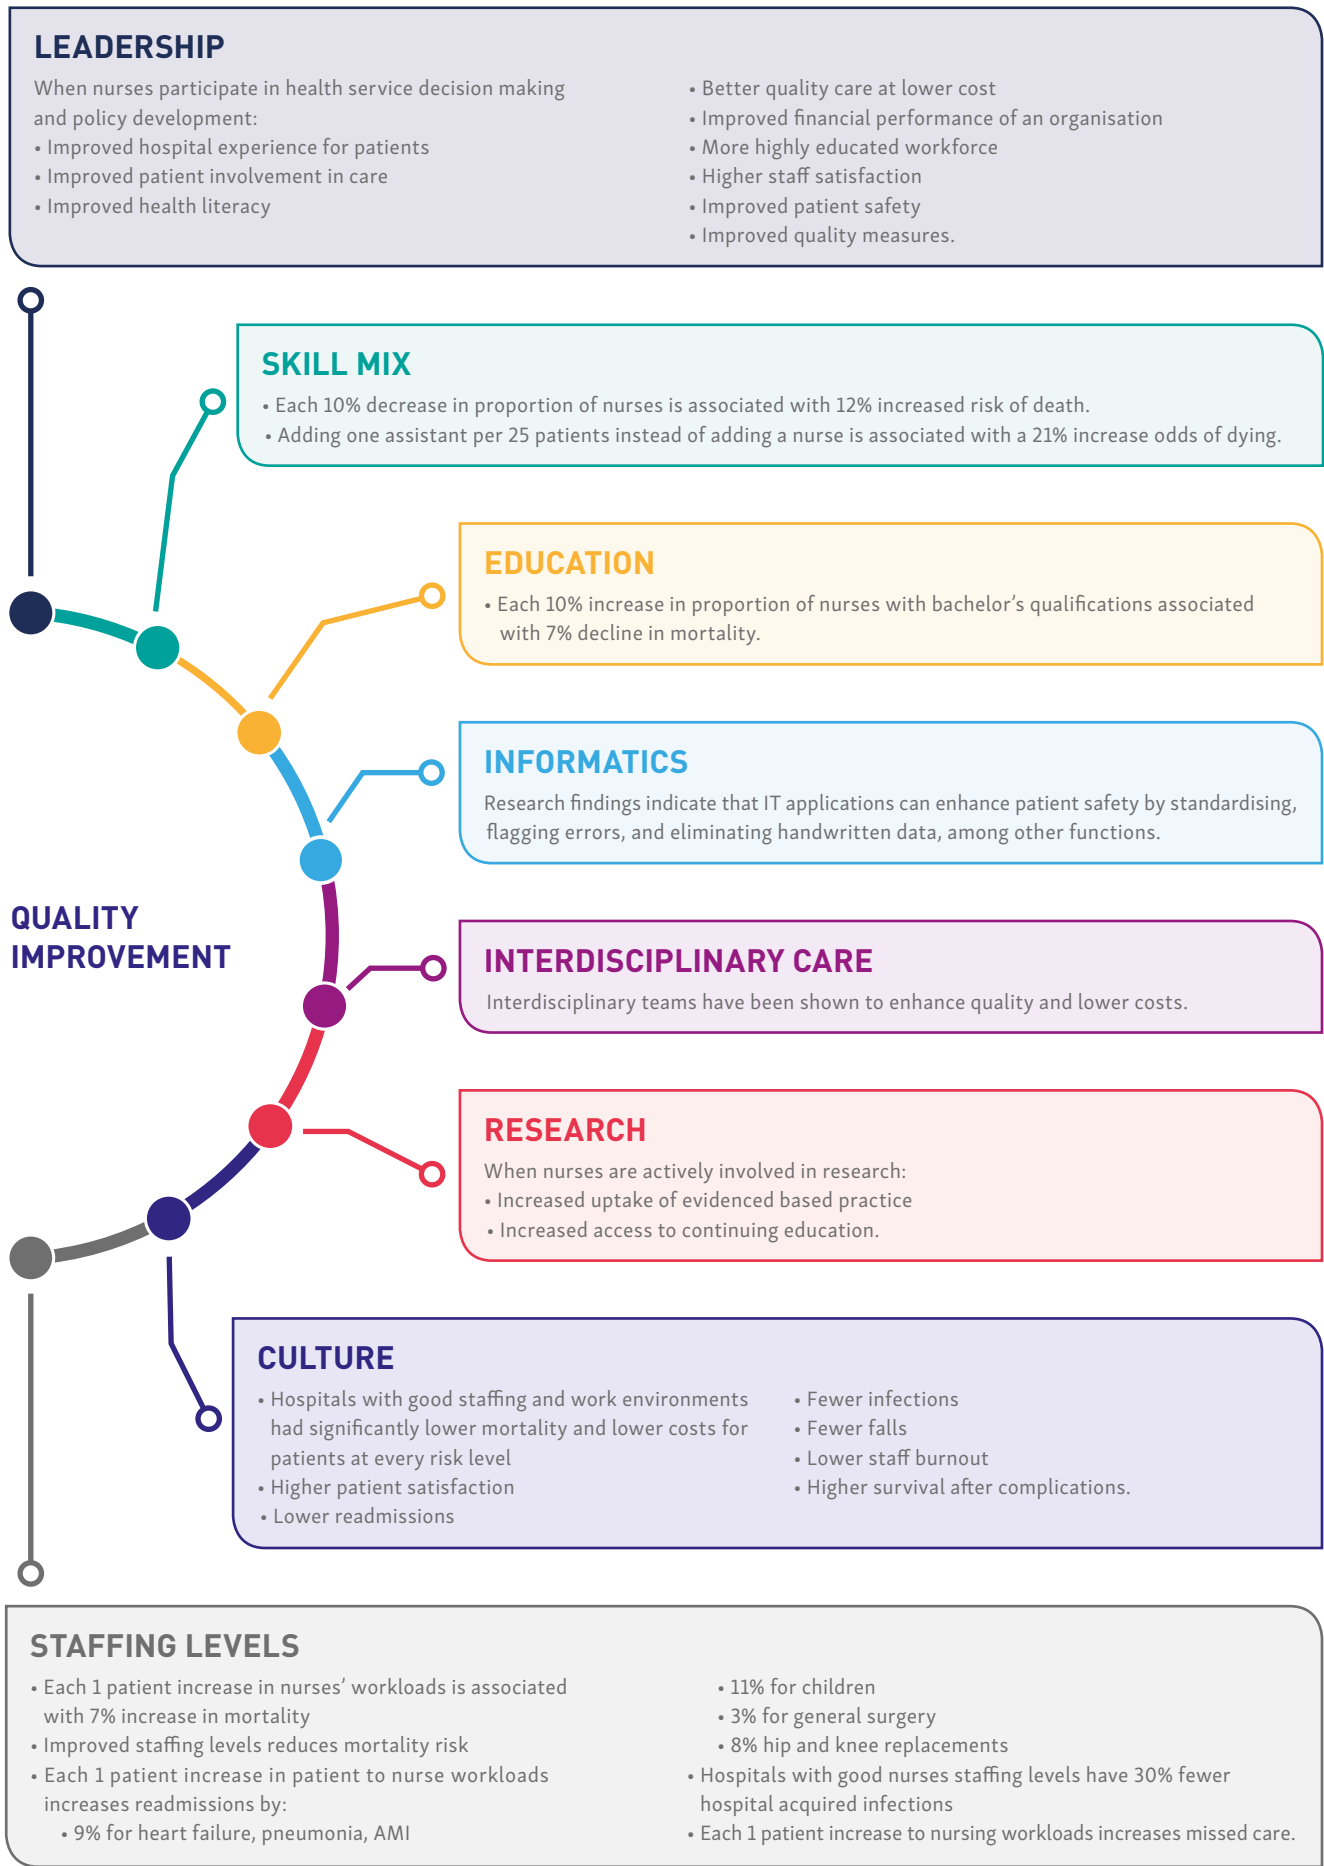 LEADERSHIP
When nurses participate in health service decision making
and policy development:
• Improved hospital experience for patients
• Improved patient involvement in care
• Improved health literacy
• Better quality care at lower cost
• Improved financial performance of an organisation
• More highly educated workforce
• Higher staff satisfaction
• Improved patient safety
• Improved quality measures.
SKILL MIX
• Each 10% decrease in proportion of nurses is associated with 12% increased risk of death.
• Adding one assistant per 25 patients instead of adding a nurse is associated with a 21% increase odds of dying.
EDUCATION
• Each 10% increase in proportion of nurses with bachelor’s qualifications associated
with 7% decline in mortality.
INFORMATICS
Research findings indicate that IT applications can enhance patient safety by standardising,
flagging errors, and eliminating handwritten data, among other functions.
QUALITY
IMPROVEMENT
INTERDISCIPLINARY CARE
Interdisciplinary teams have been shown to enhance quality and lower costs.
RESEARCH
When nurses are actively involved in research:
• Increased uptake of evidenced based practice
• Increased access to continuing education.
CULTURE
• Hospitals with good staffing and work environments
had significantly lower mortality and lower costs for
patients at every risk level
• Higher patient satisfaction
• Lower readmissions
• Fewer infections
• Fewer falls
• Lower staff burnout
• Higher survival after complications.
STAFFING LEVELS
• Each 1 patient increase in nurses’ workloads is associated
with 7% increase in mortality
• Improved staffing levels reduces mortality risk
• Each 1 patient increase in patient to nurse workloads
increases readmissions by:
• 9% for heart failure, pneumonia, AMI
• 11% for children
• 3% for general surgery
• 8% hip and knee replacements
• Hospitals with good nurses staffing levels have 30% fewer
hospital acquired infections
• Each 1 patient increase to nursing workloads increases missed care.